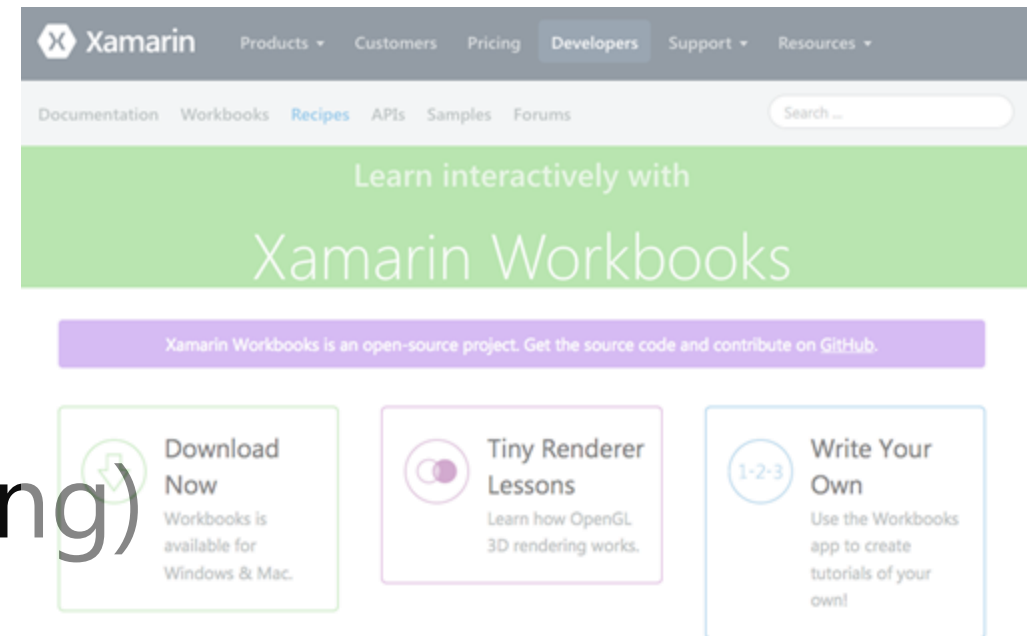 Xamarin Products Customers Pricing Developers Support Resources
Documentation Workbooks Recipes APIs Samples Forums Search ...
Learn interactively with
Xamarin Workbooks
Xamarin Workbooks is an open-source project. Get the source code and contribute on GitHub.
Download
Now
Workbooks is
available for
Windows & Mac.
Tiny Renderer
Lessons
Learn how OpenGL
3D rendering works.
1-2-3
Write Your
Own
Use the Workbooks
app to create
tutorials of your
own!
ng)